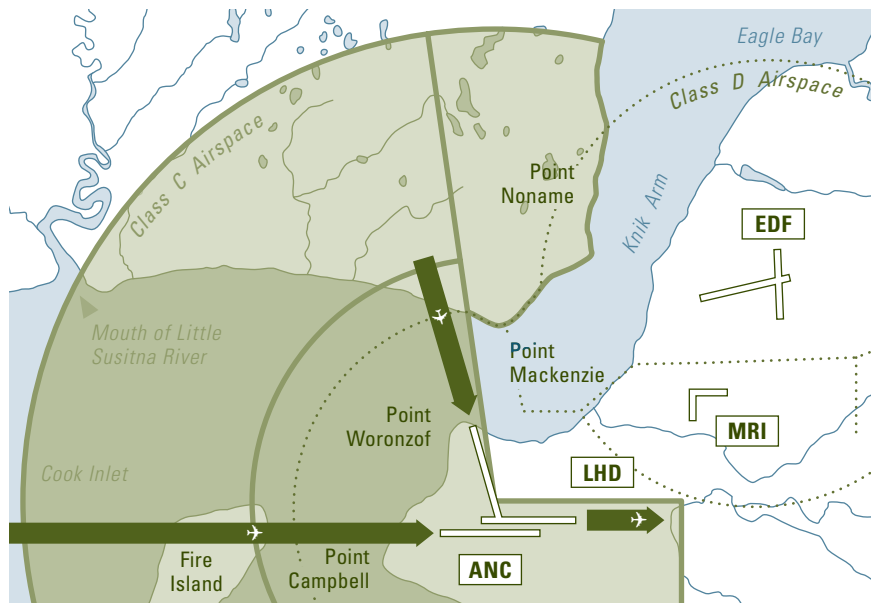 Eagle Bay
Class D Airspace
Class C Airspace
Point
Noname
Knik Arm
EDF
Mouth of Little
Susitna River
Point
Mackenzie
Point
Woronzof
MRI
LHD
Cook Inlet
Fire
Island
Point
Campbell
ANC